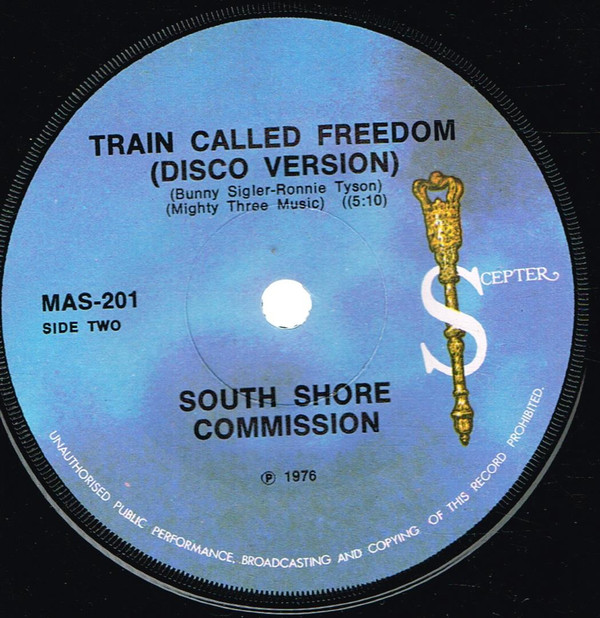 TRAIN CALLED FREEDOM
(DISCO VERSION)
(Bunny Sigler-Ronnie Tyson)
(Mighty Three Music) ((5:10)
SCEPTER
MAS-201
SIDE TWO
SOUTH SHORE
COMMISSION
℗ 1976
UNAUTHORISED PUBLIC PERFORMANCE, BROADCASTING AND COPYING OF THIS RECORD PROHIBITED.